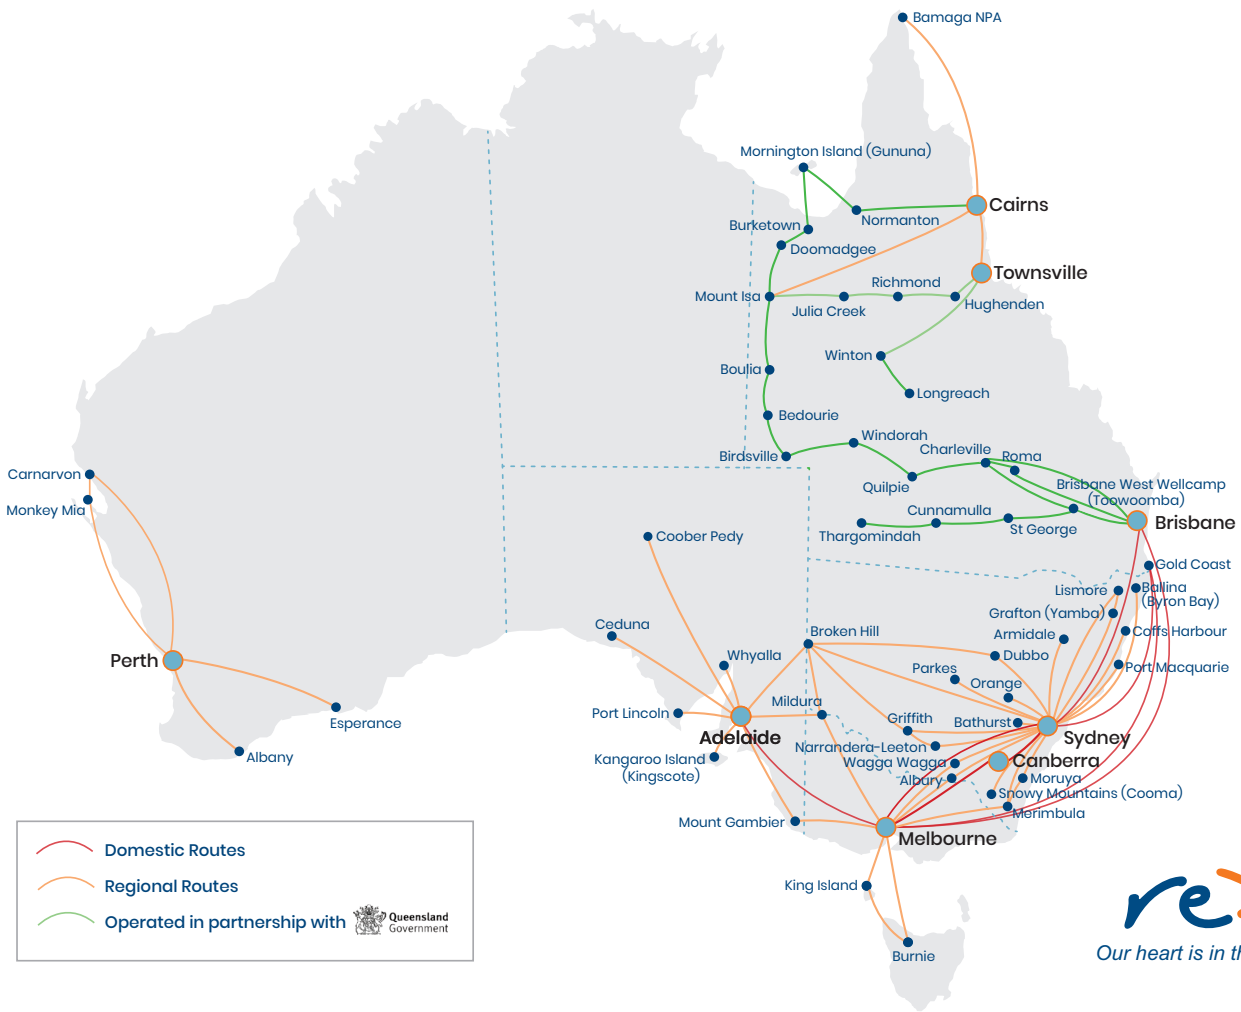 Bamaga NPA
Mornington Island (Gununa)
Cairns
Normanton
Burketown
Doomadgee
Townsville
Richmond
Mount Isa
Julia Creek
Hughenden
Winton
Boulia
Longreach
Bedourie
Windorah
Charleville
Roma
Birdsville
Quilpie
Brisbane West Wellcamp
(Toowoomba)
Carnarvon
Monkey Mia
Cunnamulla
St George
Thargomindah
Brisbane
Coober Pedy
Gold Coast
Lismore
Ballina
(Byron Bay)
Grafton (Yamba)
Ceduna
Broken Hill
Armidale
Coffs Harbour
Whyalla
Dubbo
Perth
Parkes
Port Macquarie
Orange
Mildura
Port Lincoln
Esperance
Griffith
Bathurst
Adelaide
Sydney
Narrandera-Leeton
Albany
Kangaroo Island
(Kingscote)
Wagga Wagga
Canberra
Albury
Moruya
Snowy Mountains (Cooma)
Merimbula
Mount Gambier
Melbourne
Domestic Routes
Regional Routes
Operated in partnership with
Queensland
Government
King Island
Burnie
re
Our heart is in th